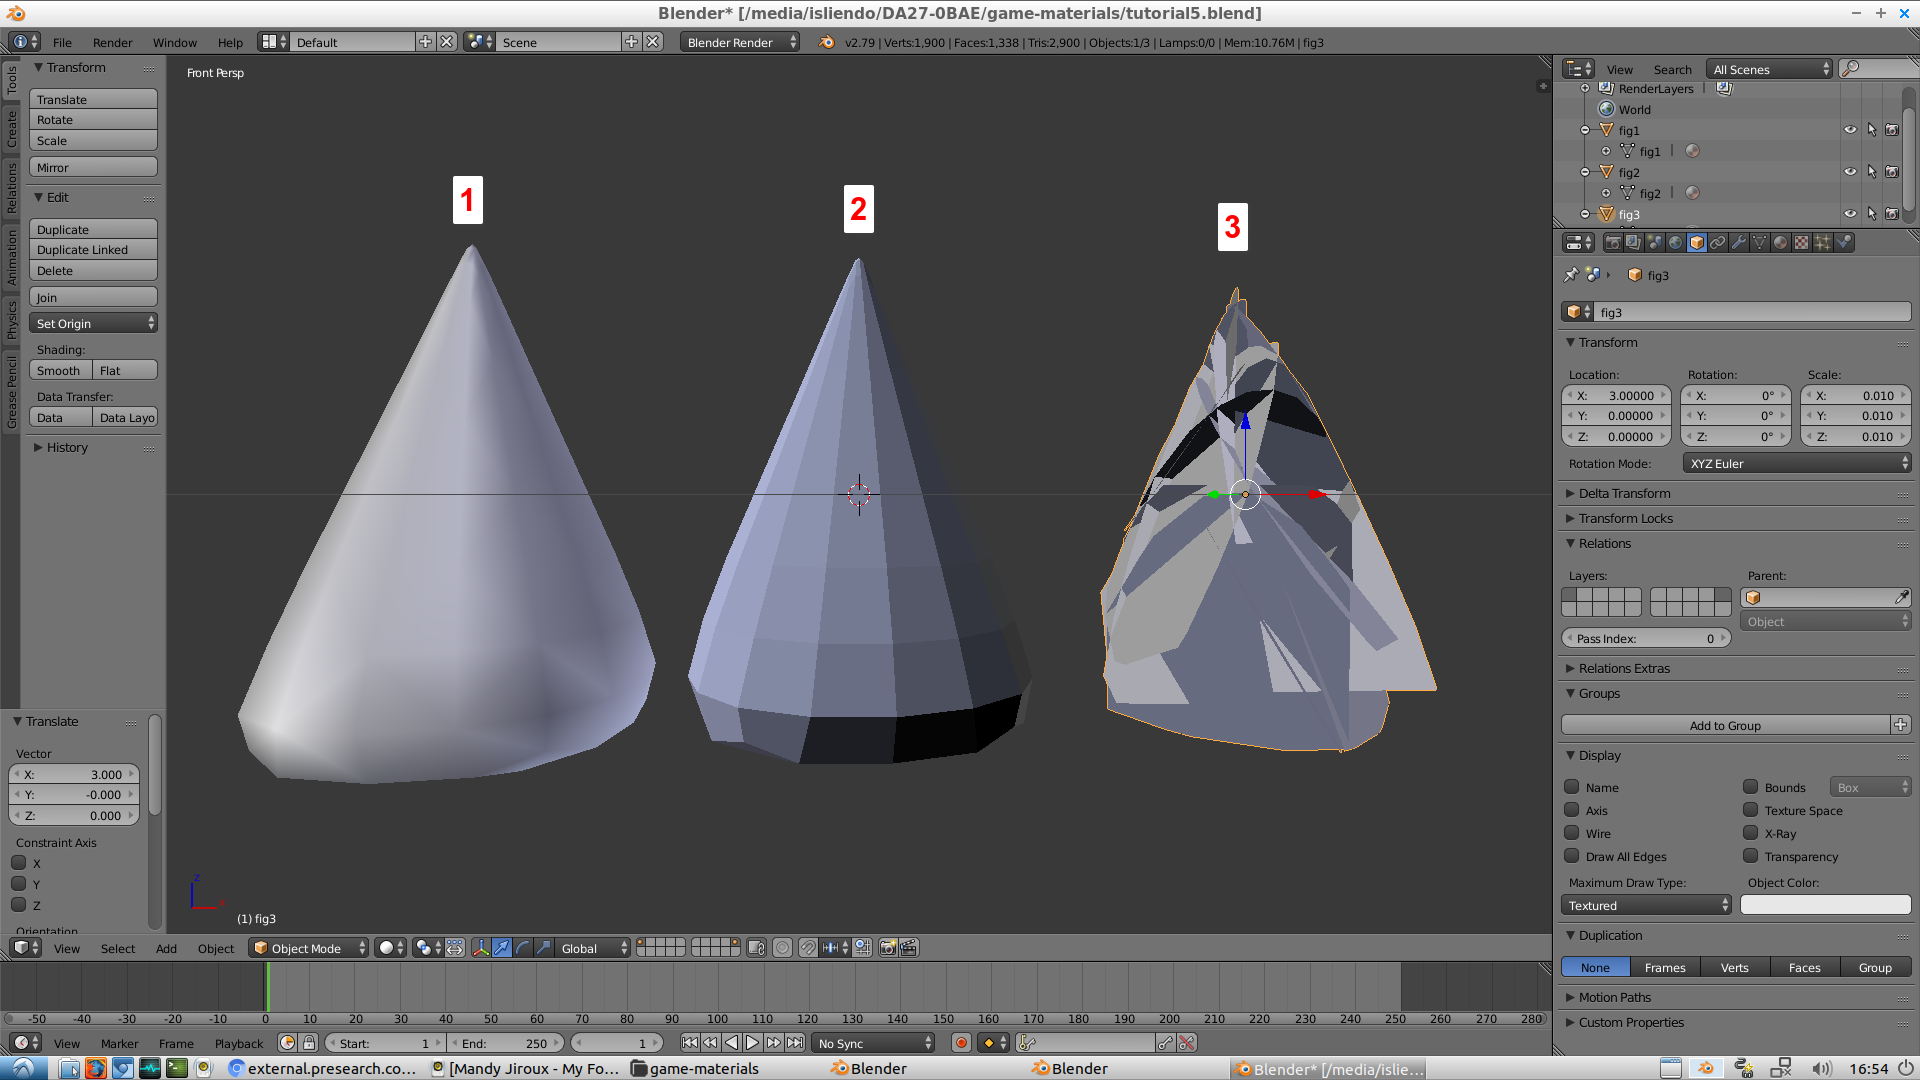 Blender* [/media/isliendo/DA27-0BAE/game-materials/tutorial5.blend]
File Render Window Help Default Scene Blender Render v2.79 | Verts:1,900 | Faces:1,338 | Tris:2,900 | Objects:1/3 | Lamps:0/0 | Mem:10.76M | fig3
Tools
Create
Relations
Animation
Physics
Grease Pencil
Transform
Translate
Rotate
Scale
Mirror
Edit
Duplicate
Duplicate Linked
Delete
Join
Set Origin
Shading:
Smooth Flat
Data Transfer:
Data Data Layo
History
Translate
Vector
X: 3.000
Y: -0.000
Z: 0.000
Constraint Axis
X
Y
Z
Orientation
Front Persp
1
2
3
z
(1) fig3
View Select Add Object Object Mode Global
View Search All Scenes
RenderLayers
World
fig1
fig1
fig2
fig2
fig3
fig3
fig3
Transform
Location: Rotation: Scale:
X: 3.00000 X: 0° X: 0.010
Y: 0.00000 Y: 0° Y: 0.010
Z: 0.00000 Z: 0° Z: 0.010
Rotation Mode: XYZ Euler
Delta Transform
Transform Locks
Relations
Layers: Parent:
Object
Pass Index: 0
Relations Extras
Groups
Add to Group
Display
Name Bounds Box
Axis Texture Space
Wire X-Ray
Draw All Edges Transparency
Maximum Draw Type: Object Color:
Textured
Duplication
None Frames Verts Faces Group
Motion Paths
Custom Properties
-50 -40 -30 -20 -10 0 10 20 30 40 50 60 70 80 90 100 110 120 130 140 150 160 170 180 190 200 210 220 230 240 250 260 270 280
View Marker Frame Playback Start: 1 End: 250 1 No Sync
external.presearch.co... [Mandy Jiroux - My Fo... game-materials Blender Blender Blender* [/media/islie... 16:54